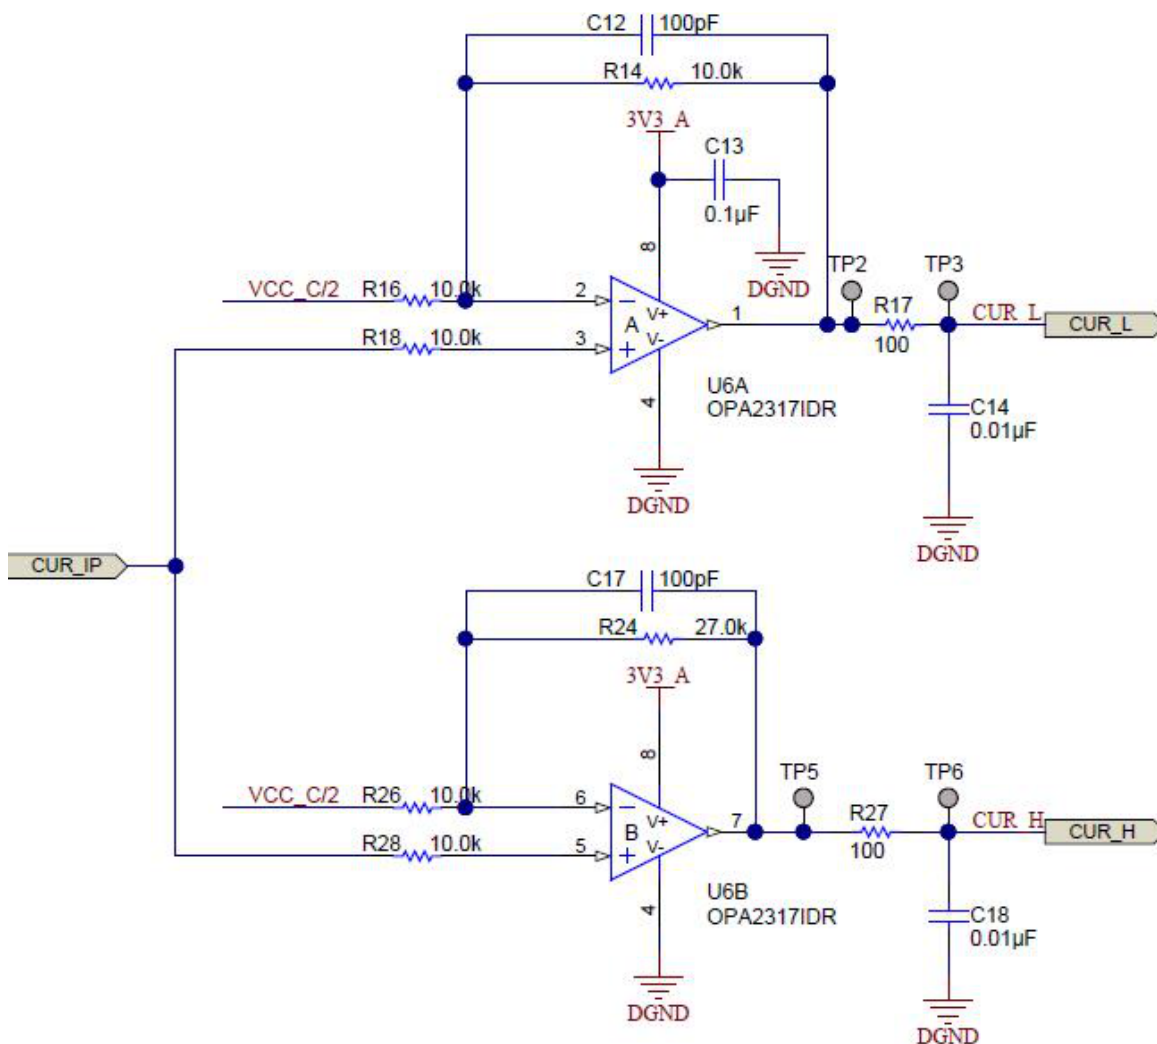 C12 100pF
R14 10.0k
3V3_A
C13
0.1µF
8
DGND
VCC_C/2 R16 10.0k 2
R18 10.0k 3
A
V+
V-
1
4
TP2
TP3
R17
100
CUR_L
CUR_L
U6A
OPA2317IDR
C14
0.01µF
DGND
DGND
CUR_IP
C17 100pF
R24 27.0k
3V3_A
8
VCC_C/2 R26 10.0k 6
R28 10.0k 5
B
V+
V-
7
4
TP5
TP6
R27
100
CUR_H
CUR_H
U6B
OPA2317IDR
C18
0.01µF
DGND
DGND